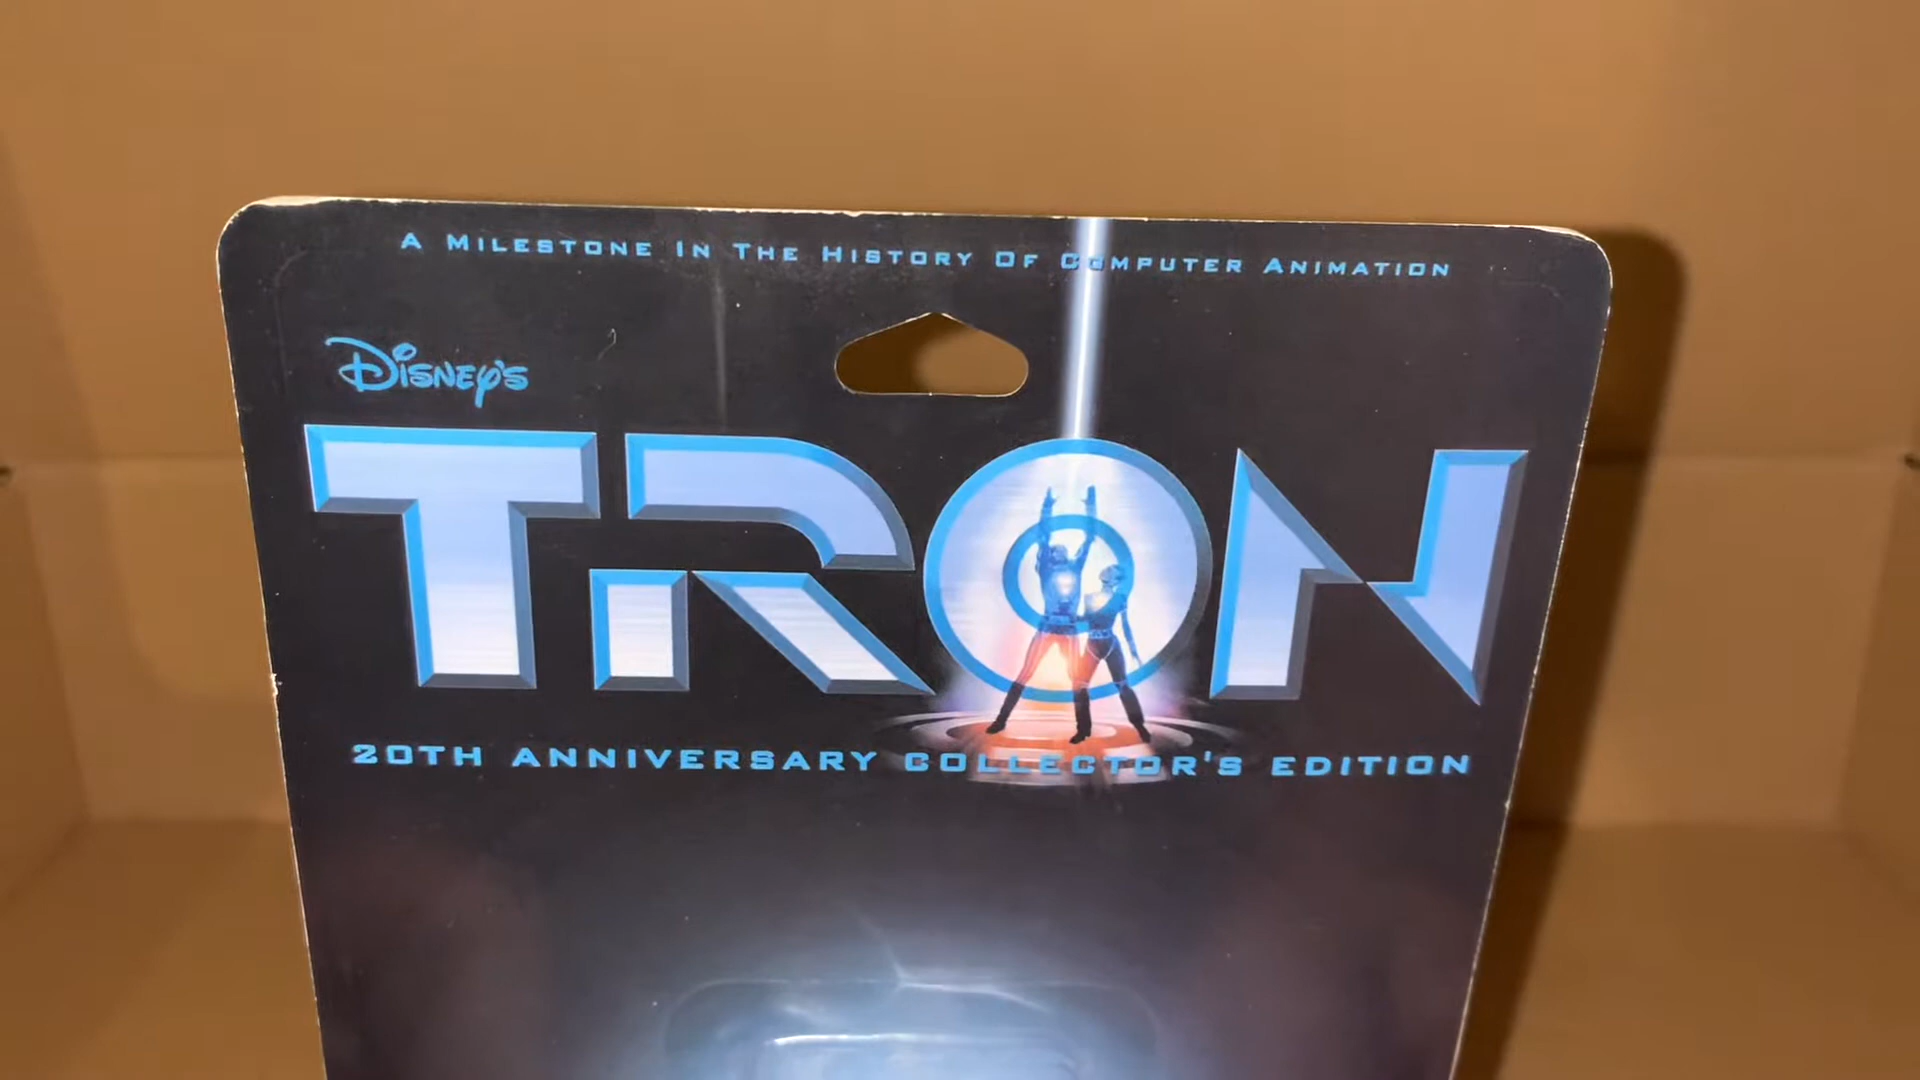 A MILESTONE IN THE HISTORY OF COMPUTER ANIMATION
DISNEY'S
TRON
20TH ANNIVERSARY COLLECTOR'S EDITION